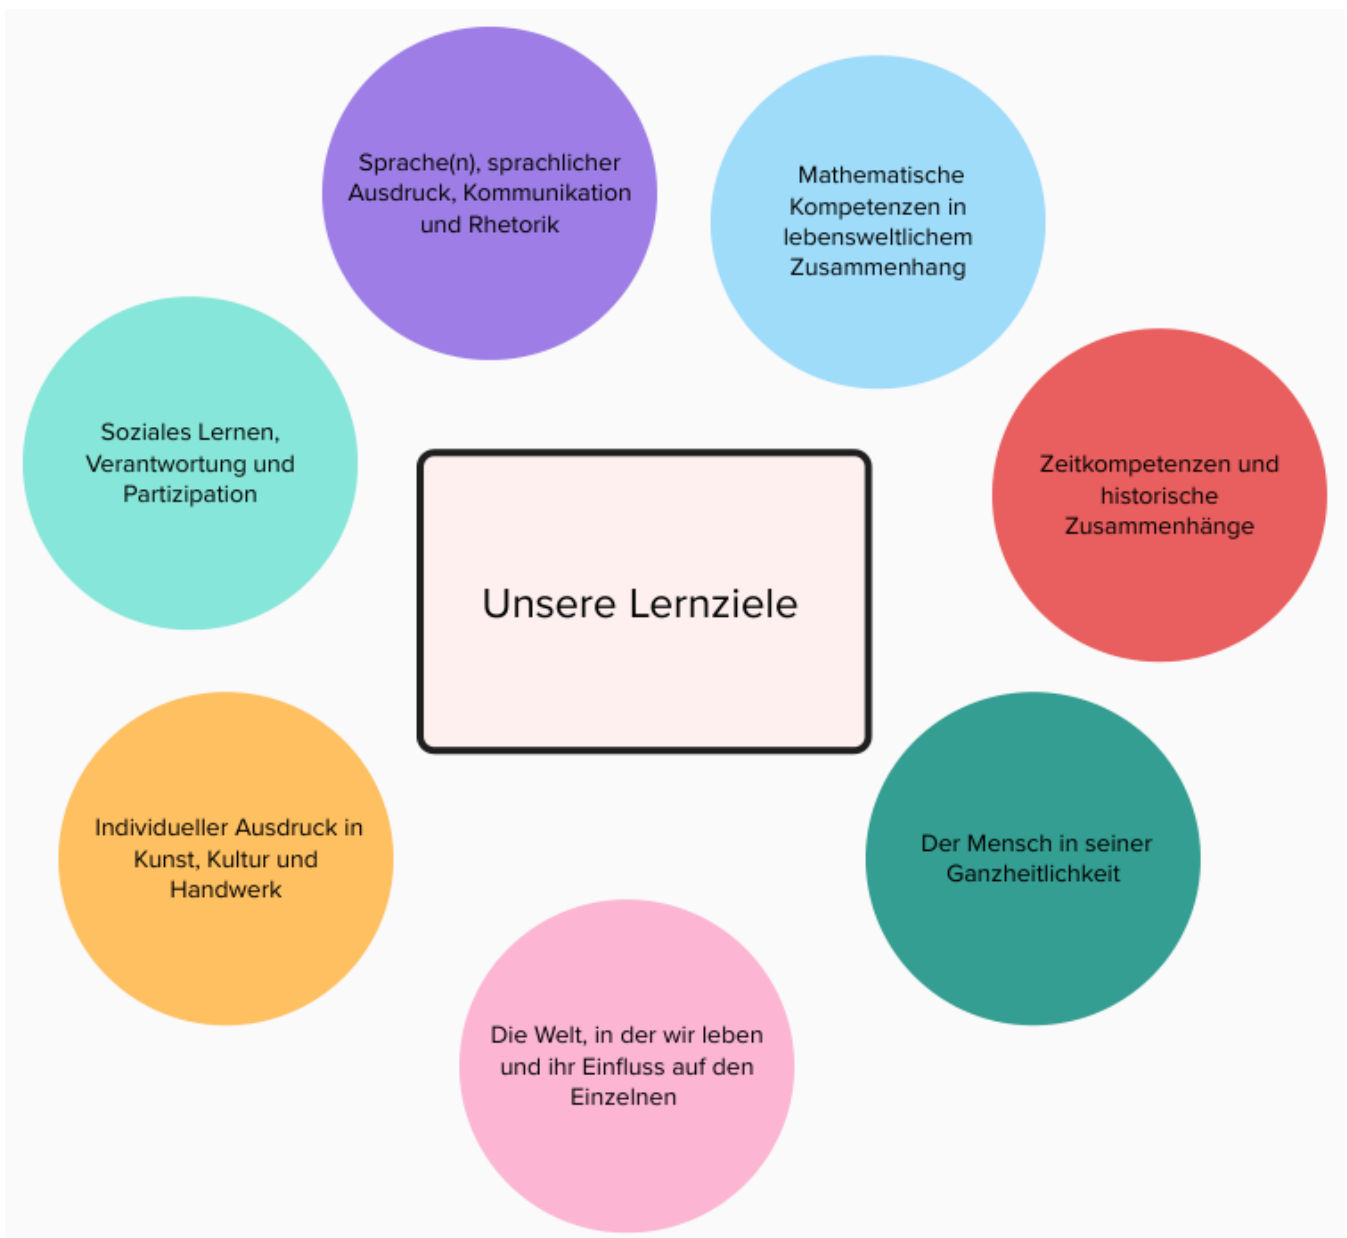 Sprache(n), sprachlicher
Ausdruck, Kommunikation
und Rhetorik
Mathematische
Kompetenzen in
lebensweltlichem
Zusammenhang
Soziales Lernen,
Verantwortung und
Partizipation
Zeitkompetenzen und
historische
Zusammenhänge
Unsere Lernziele
Individueller Ausdruck in
Kunst, Kultur und
Handwerk
Der Mensch in seiner
Ganzheitlichkeit
Die Welt, in der wir leben
und ihr Einfluss auf den
Einzelnen